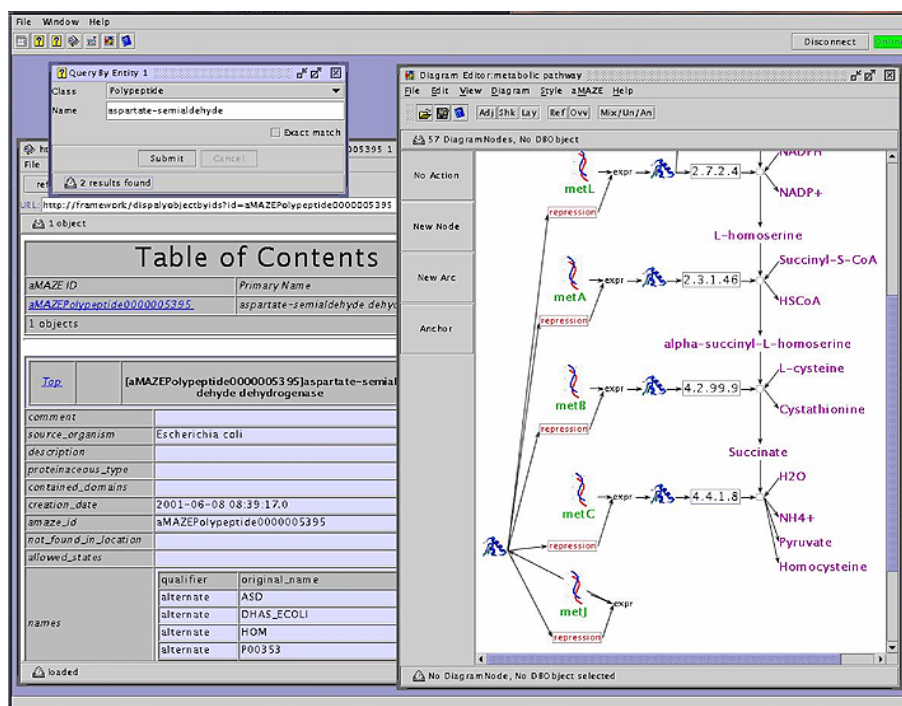 File Window Help
Disconnect
Online
Query By Entity 1
Class Polypeptide
Name aspartate-semialdehyde
Exact match
Submit Cancel
2 results found
005395 1
File
URL: http://framework/dispalyobjectbyids?id=aMAZEPolypeptide0000005395
1 object
Table of Contents
aMAZE ID Primary Name
aMAZEPolypeptide0000005395 aspartate-semialdehyde dehyd
1 objects
Top [aMAZEPolypeptide0000005395]aspartate-semial
dehyde dehydrogenase
comment
source_organism Escherichia coli
description
proteinaceous_type
contained_domains
creation_date 2001-06-08 08:39:17.0
amaze_id aMAZEPolypeptide0000005395
not_found_in_location
allowed_states
names
qualifier original_name
alternate ASD
alternate DHAS_ECOLI
alternate HOM
alternate P00353
loaded
Diagram Editor:metabolic pathway
File Edit View Diagram Style aMAZE Help
Adj Shk Lay Ref Ovv Mix/Un/An
57 DiagramNodes, No DBObject
No Action
New Node
New Arc
Anchor
NADPH
metL expr 2.7.2.4
NADP+
repression
L-homoserine
Succinyl-S-CoA
metA expr 2.3.1.46
HSCoA
repression
alpha-succinyl-L-homoserine
L-cysteine
metB expr 4.2.99.9
Cystathionine
repression
Succinate
H2O
metC expr 4.4.1.8
NH4+
repression
Pyruvate
Homocysteine
metJ expr
repression
No DiagramNode, No DBObject selected